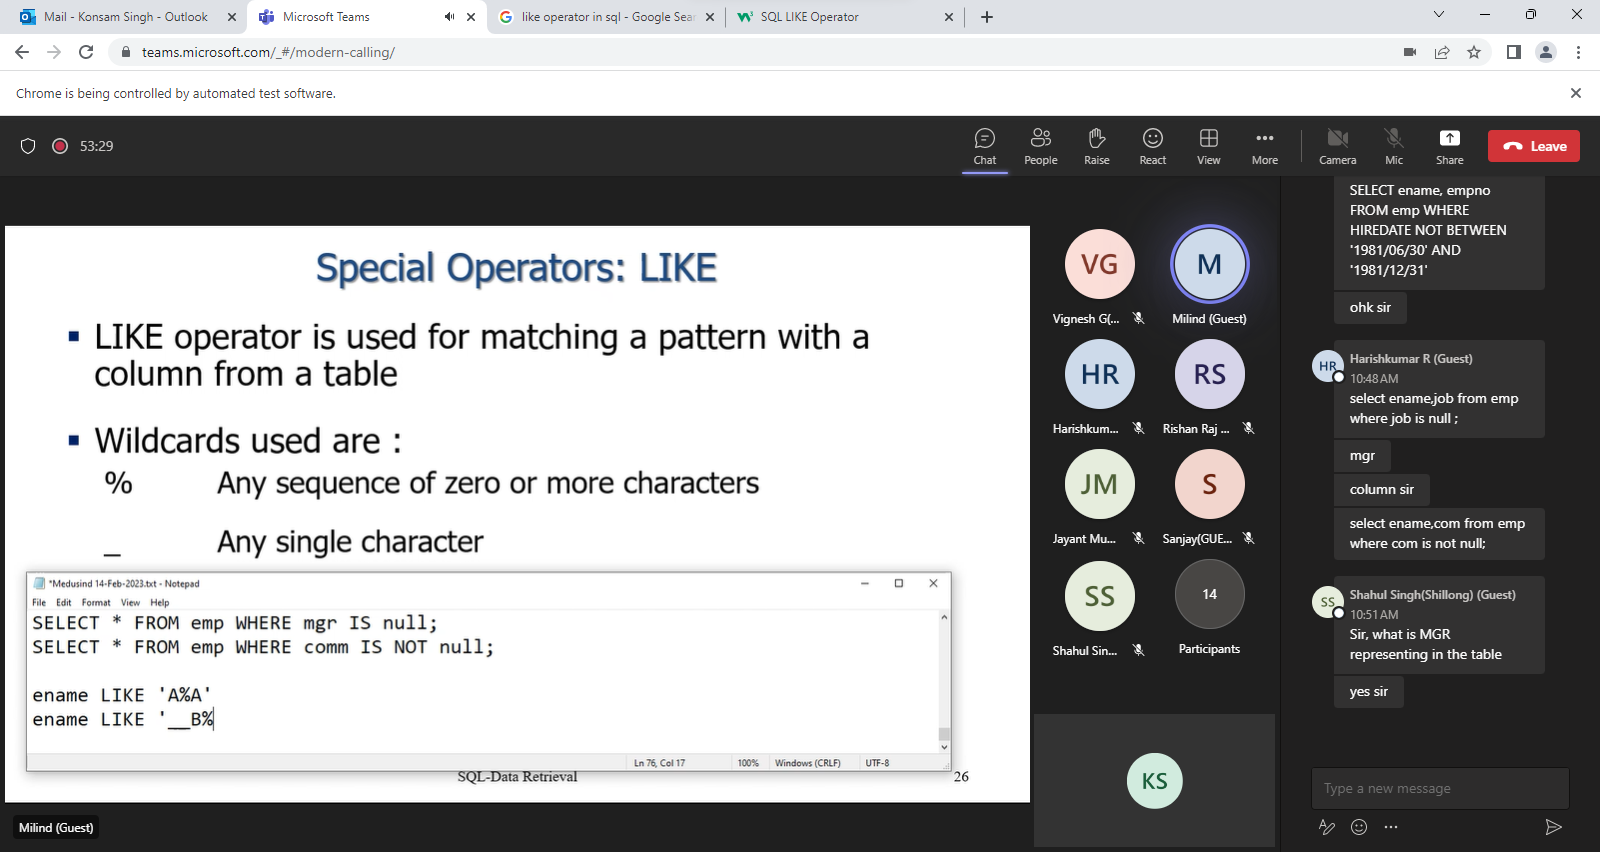 Mail - Konsam Singh - Outlook
Microsoft Teams
like operator in sql - Google Sear
SQL LIKE Operator
teams.microsoft.com/_#/modern-calling/
Chrome is being controlled by automated test software.
53:29
Chat
People
Raise
React
View
More
Camera
Mic
Share
Leave
Special Operators: LIKE
LIKE operator is used for matching a pattern with a
column from a table
Wildcards used are :
% Any sequence of zero or more characters
_ Any single character
*Medusind 14-Feb-2023.txt - Notepad
File Edit Format View Help
SELECT * FROM emp WHERE mgr IS null;
SELECT * FROM emp WHERE comm IS NOT null;
ename LIKE 'A%A'
ename LIKE '__B%
Ln 76, Col 17 100% Windows (CRLF) UTF-8
SQL-Data Retrieval 26
Milind (Guest)
VG
Vignesh G(...
M
Milind (Guest)
HR
Harishkum...
RS
Rishan Raj ...
JM
Jayant Mu...
S
Sanjay(GUE...
SS
Shahul Sin...
14
Participants
KS
SELECT ename, empno
FROM emp WHERE
HIREDATE NOT BETWEEN
'1981/06/30' AND
'1981/12/31'
ohk sir
HR
Harishkumar R (Guest)
10:48 AM
select ename,job from emp
where job is null ;
mgr
column sir
select ename,com from emp
where com is not null;
SS
Shahul Singh(Shillong) (Guest)
10:51 AM
Sir, what is MGR
representing in the table
yes sir
Type a new message